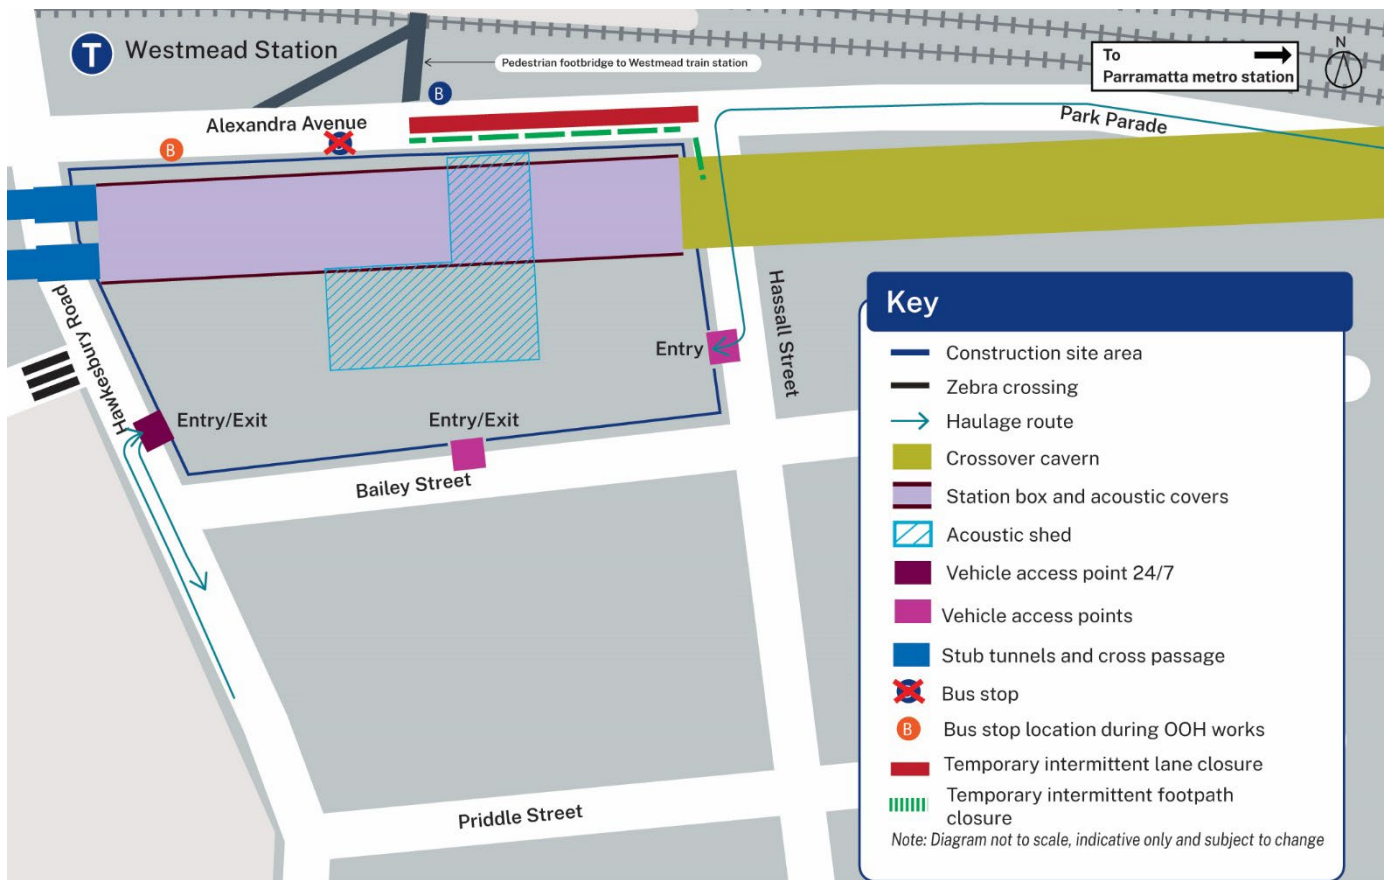 T Westmead Station
Pedestrian footbridge to Westmead train station
To
Parramatta metro station
N
B
Alexandra Avenue
Park Parade
B
Hawkesbury Road
Hassall Street
Entry
Entry/Exit
Entry/Exit
Bailey Street
Priddle Street
Key
Construction site area
Zebra crossing
Haulage route
Crossover cavern
Station box and acoustic covers
Acoustic shed
Vehicle access point 24/7
Vehicle access points
Stub tunnels and cross passage
Bus stop
B Bus stop location during OOH works
Temporary intermittent lane closure
Temporary intermittent footpath
closure
Note: Diagram not to scale, indicative only and subject to change